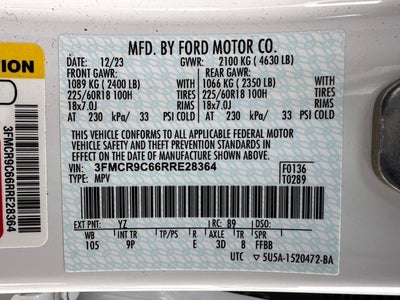 MFD. BY FORD MOTOR CO.
DATE: 12/23 GVWR: 2100 KG ( 4630 LB)
FRONT GAWR: REAR GAWR:
1089 KG ( 2400 LB) WITH 1066 KG ( 2350 LB) WITH
225/60R18 100H TIRES 225/60R18 100H TIRES
18x7.0J RIMS 18x7.0J RIMS
AT 230 kPa/ 33 PSI COLD AT 230 kPa/ 33 PSI COLD
THIS VEHICLE CONFORMS TO ALL APPLICABLE FEDERAL MOTOR
VEHICLE SAFETY AND THEFT PREVENTION STANDARDS IN
EFFECT ON THE DATE OF MANUFACTURE SHOWN ABOVE.
VIN: 3FMCR9C66RRE28364 F0136
TYPE: MPV T0289
EXT PNT: YZ RC: 89 DSO:
WB INT TR TP/PS R AXLE TR SPR 5U5A-1520472-BA
105 9P E 3D 8 FFBB
UTC
3FMCR9C66RRE28364